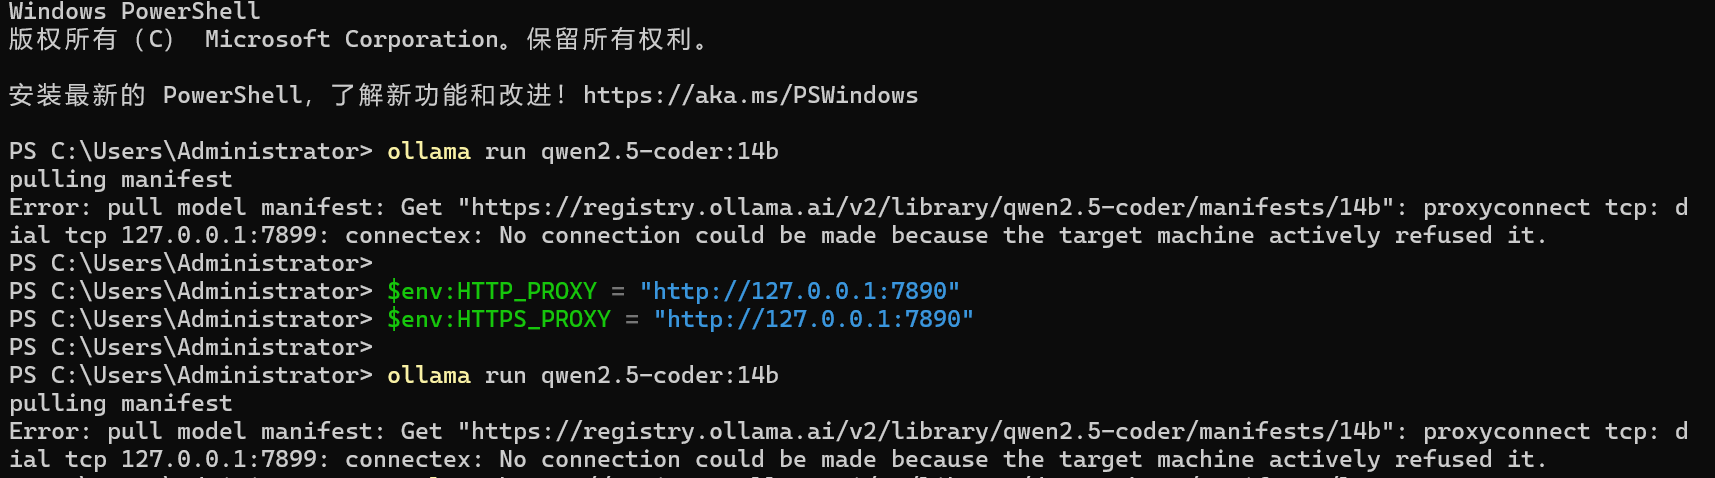 Windows PowerShell
版权所有（C） Microsoft Corporation。保留所有权利。
安装最新的 PowerShell，了解新功能和改进！https://aka.ms/PSWindows
PS C:\Users\Administrator> ollama run qwen2.5-coder:14b
pulling manifest
Error: pull model manifest: Get "https://registry.ollama.ai/v2/library/qwen2.5-coder/manifests/14b": proxyconnect tcp: d
ial tcp 127.0.0.1:7899: connectex: No connection could be made because the target machine actively refused it.
PS C:\Users\Administrator>
PS C:\Users\Administrator> $env:HTTP_PROXY = "http://127.0.0.1:7890"
PS C:\Users\Administrator> $env:HTTPS_PROXY = "http://127.0.0.1:7890"
PS C:\Users\Administrator>
PS C:\Users\Administrator> ollama run qwen2.5-coder:14b
pulling manifest
Error: pull model manifest: Get "https://registry.ollama.ai/v2/library/qwen2.5-coder/manifests/14b": proxyconnect tcp: d
ial tcp 127.0.0.1:7899: connectex: No connection could be made because the target machine actively refused it.